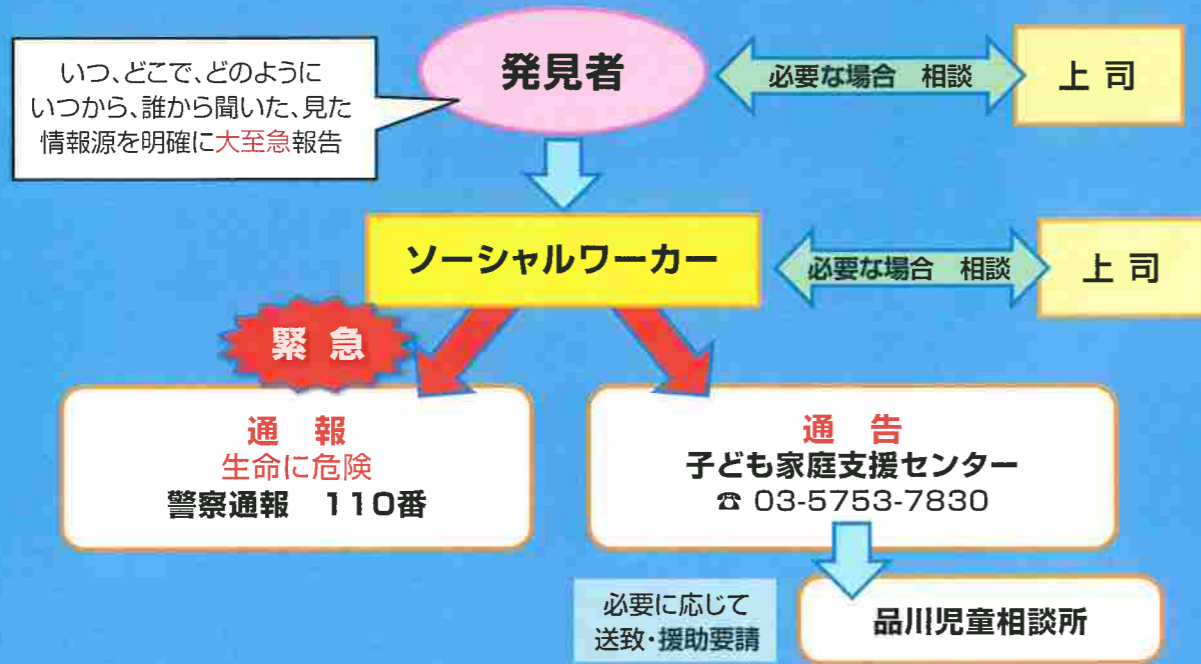 いつ、どこで、どのように
いつから、誰から聞いた、見た
情報源を明確に大至急報告
発見者
必要な場合 相談
上司
ソーシャルワーカー
必要な場合 相談
上司
緊急
通 報
生命に危険
警察通報 110番
通 告
子ども家庭支援センター
☎ 03-5753-7830
必要に応じて
送致・援助要請
品川児童相談所